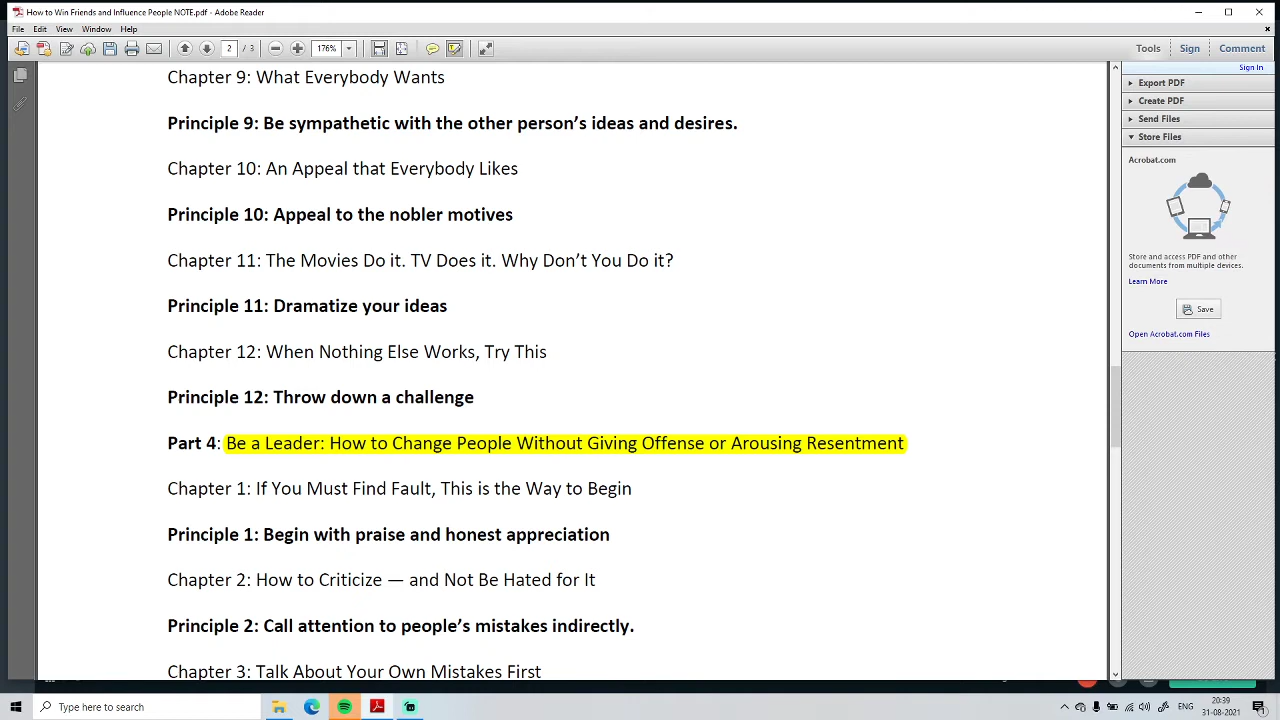 How to Win Friends and Influence People NOTE.pdf - Adobe Reader
File Edit View Window Help
2 / 3 176% Tools Sign Comment
Sign In
Export PDF
Create PDF
Send Files
Store Files
Acrobat.com
Store and access PDF and other
documents from multiple devices.
Learn More
Save
Open Acrobat.com Files
Chapter 9: What Everybody Wants
Principle 9: Be sympathetic with the other person’s ideas and desires.
Chapter 10: An Appeal that Everybody Likes
Principle 10: Appeal to the nobler motives
Chapter 11: The Movies Do it. TV Does it. Why Don’t You Do it?
Principle 11: Dramatize your ideas
Chapter 12: When Nothing Else Works, Try This
Principle 12: Throw down a challenge
Part 4: Be a Leader: How to Change People Without Giving Offense or Arousing Resentment
Chapter 1: If You Must Find Fault, This is the Way to Begin
Principle 1: Begin with praise and honest appreciation
Chapter 2: How to Criticize — and Not Be Hated for It
Principle 2: Call attention to people’s mistakes indirectly.
Chapter 3: Talk About Your Own Mistakes First
Type here to search
ENG
20:39
31-08-2021
1